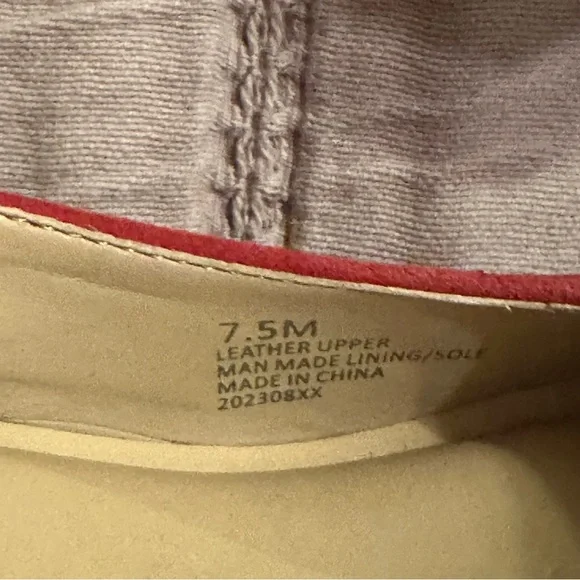 7.5M
LEATHER UPPER
MAN MADE LINING/SOLE
MADE IN CHINA
202308XX